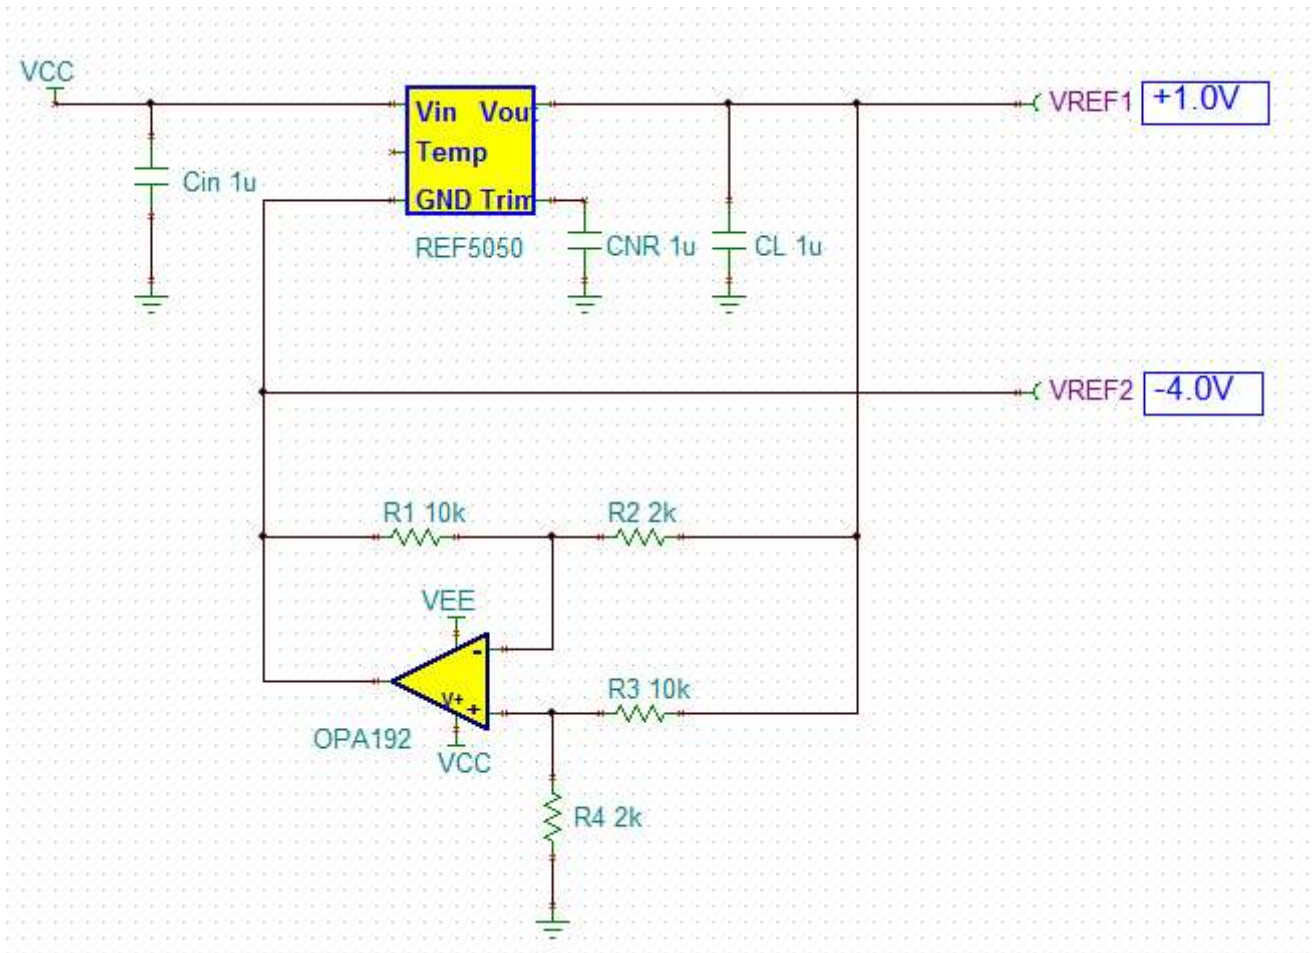 VCC
Vin Vout
VREF1 +1.0V
Temp
Cin 1u
GND Trim
REF5050
CNR 1u
CL 1u
VREF2 -4.0V
R1 10k
R2 2k
VEE
-
R3 10k
V+ +
OPA192
VCC
R4 2k